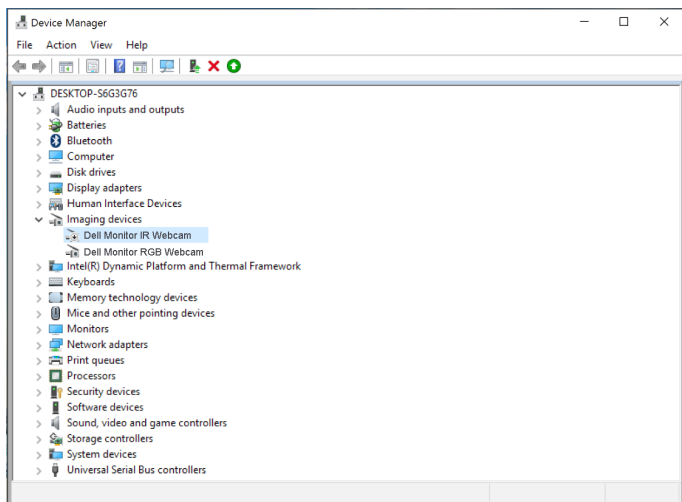 Device Manager
File Action View Help
DESKTOP-S6G3G76
Audio inputs and outputs
Batteries
Bluetooth
Computer
Disk drives
Display adapters
Human Interface Devices
Imaging devices
Dell Monitor IR Webcam
Dell Monitor RGB Webcam
Intel(R) Dynamic Platform and Thermal Framework
Keyboards
Memory technology devices
Mice and other pointing devices
Monitors
Network adapters
Print queues
Processors
Security devices
Software devices
Sound, video and game controllers
Storage controllers
System devices
Universal Serial Bus controllers